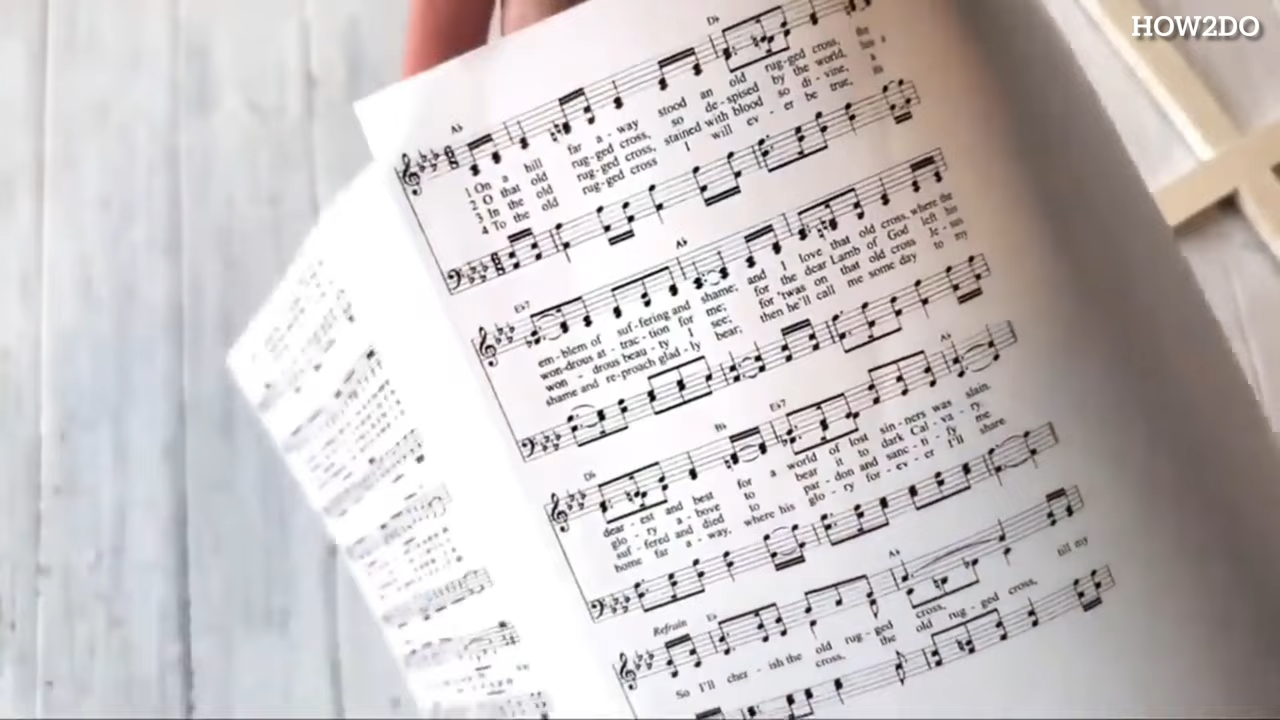 HOW2DO
D♭
A♭
1 On a hill far a - way stood an old rug-ged cross, the
2 O that old rug-ged cross, so de-spised by the world, has a
3 In the old rug-ged cross, stained with blood so di - vine, a
4 To the old rug-ged cross I will ev - er be true, its
E♭7 A♭
em-blem of suf-fering and shame; and I love that old cross, where the
won-drous at - trac - tion for me; for the dear Lamb of God left his
won - drous beau - ty I see; for 'twas on that old cross Je - sus
shame and re-proach glad - ly bear; then he'll call me some day to my
D♭ B♭ E♭7 A♭
dear - est and best for a world of lost sin - ners was slain.
glo - ry a - bove to bear it to dark Cal - va - ry
suf - fered and died to par - don and sanc - ti - fy me
home far a - way, where his glo - ry for - ev - er I'll share.
Refrain E♭ A♭
So I'll cher - ish the old rug - ged cross, till my
cross, the old rug - ged cross,